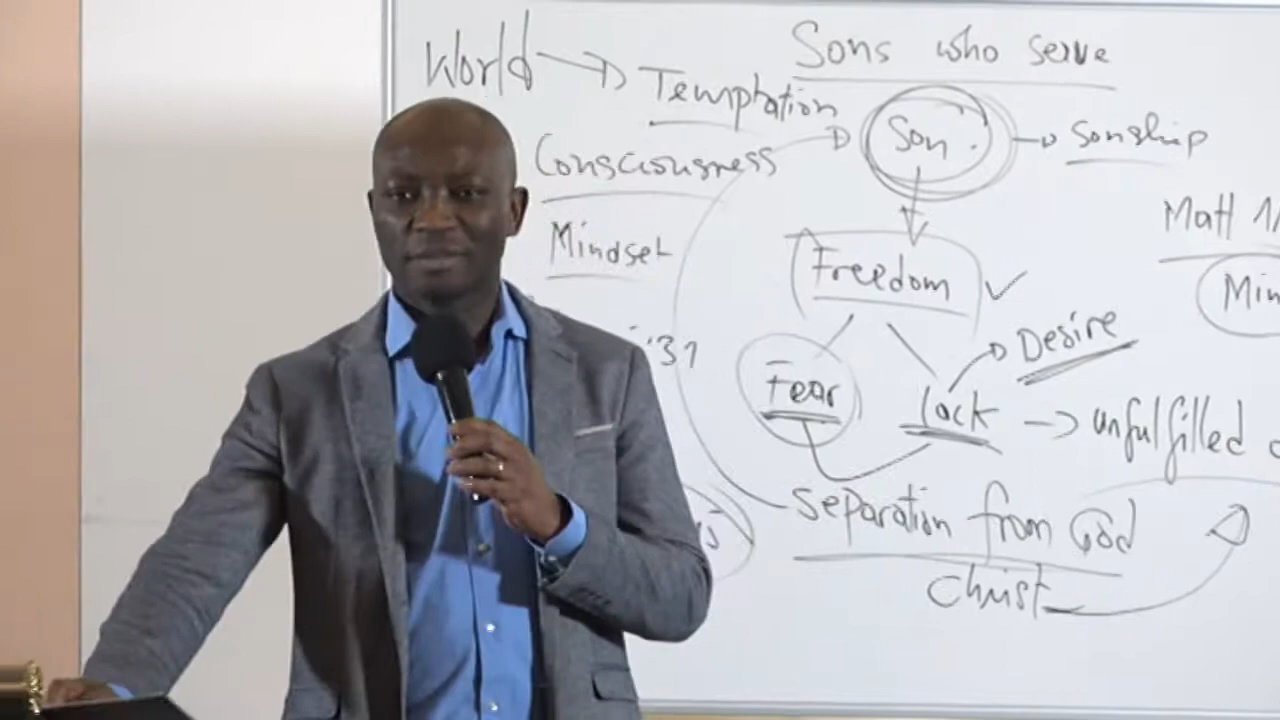 Sons who serve
World → Temptation
Son → Sonship
Consciousness
Mindset
Matt
Freedom ✓
Desire
Fear
lack → unfulfilled
separation from God
Christ